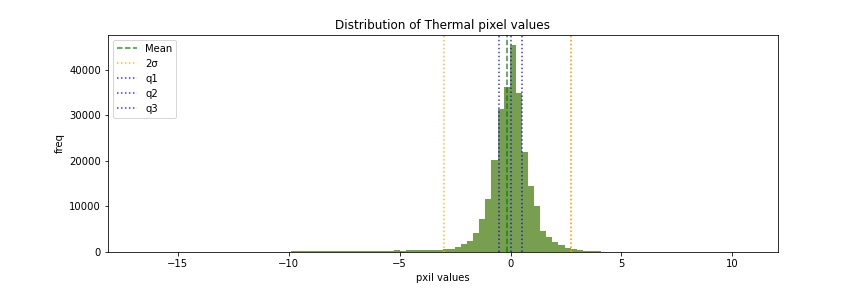 Distribution of Thermal pixel values
Mean
2σ
q1
q2
q3
freq
40000
30000
20000
10000
0
−15
−10
−5
0
5
10
pxil values